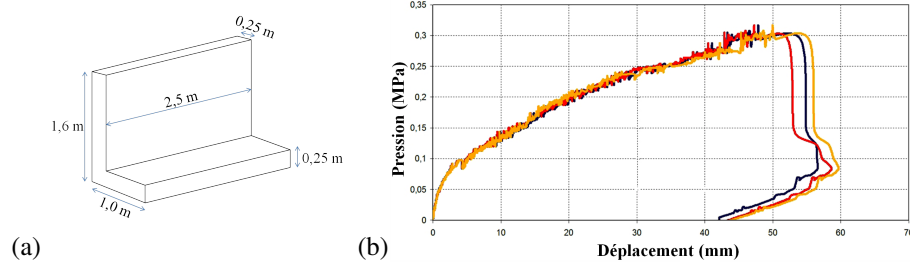 0,25 m
2,5 m
1,6 m
0,25 m
1,0 m
(a)
(b)
Pression (MPa)
0,35
0,3
0,25
0,2
0,15
0,1
0,05
0
0 10 20 30 40 50 60 70
Déplacement (mm)